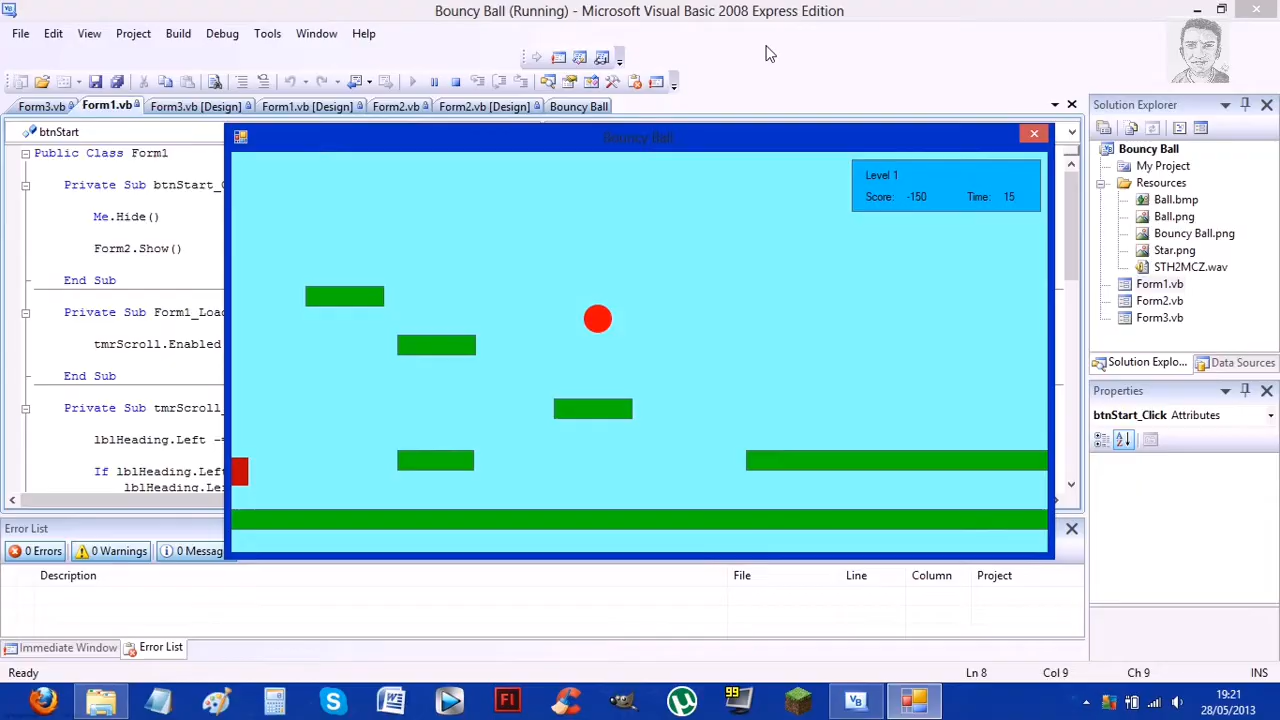 Bouncy Ball (Running) - Microsoft Visual Basic 2008 Express Edition
File Edit View Project Build Debug Tools Window Help
Form3.vb Form1.vb Form3.vb [Design] Form1.vb [Design] Form2.vb Form2.vb [Design] Bouncy Ball
btnStart
Public Class Form1
Private Sub btnStart_
Me.Hide()
Form2.Show()
End Sub
Private Sub Form1_Load
tmrScroll.Enabled
End Sub
Private Sub tmrScroll_
lblHeading.Left -=
If lblHeading.Left
lblHeading.Le
Bouncy Ball
Level 1
Score: -150 Time: 15
Solution Explorer
Bouncy Ball
My Project
Resources
Ball.bmp
Ball.png
Bouncy Ball.png
Star.png
STH2MCZ.wav
Form1.vb
Form2.vb
Form3.vb
Solution Explo... Data Sources
Properties
btnStart_Click Attributes
Error List
0 Errors 0 Warnings 0 Messag
Description File Line Column Project
Immediate Window Error List
Ready Ln 8 Col 9 Ch 9 INS
99
19:21
28/05/2013